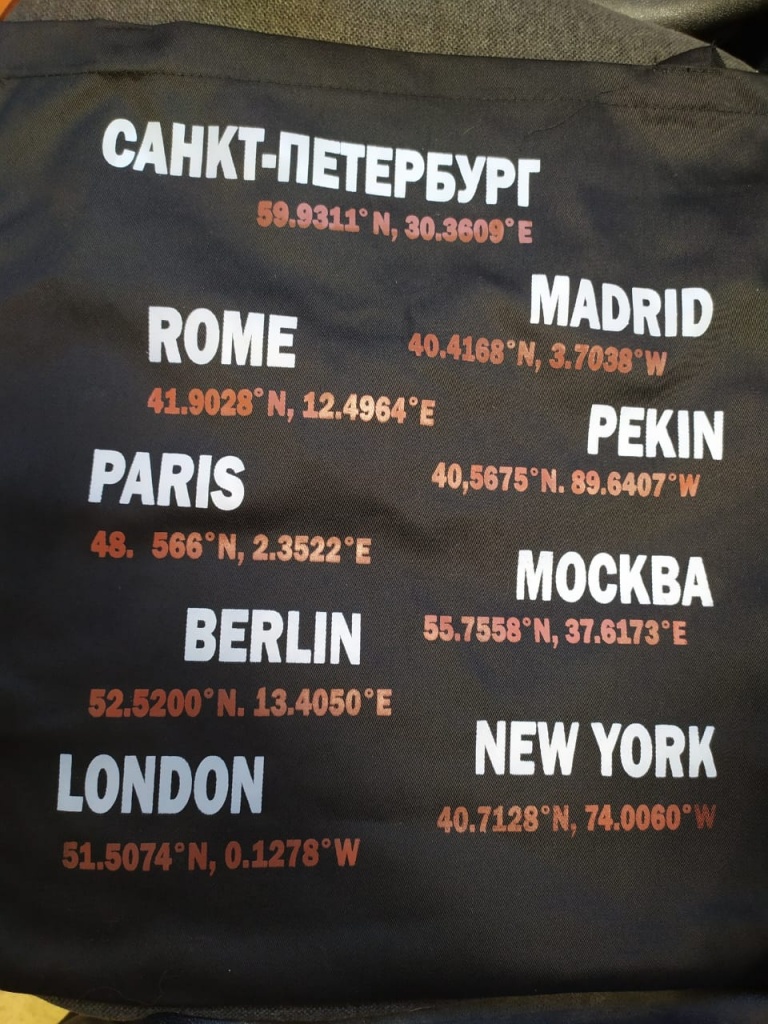 САНКТ-ПЕТЕРБУРГ
59.9311°N, 30.3609°E
MADRID
40.4168°N, 3.7038°W
ROME
41.9028°N, 12.4964°E
PEKIN
40,5675°N. 89.6407°W
PARIS
48. 566°N, 2.3522°E
МОСКВА
55.7558°N, 37.6173°E
BERLIN
52.5200°N. 13.4050°E
NEW YORK
40.7128°N, 74.0060°W
LONDON
51.5074°N, 0.1278°W